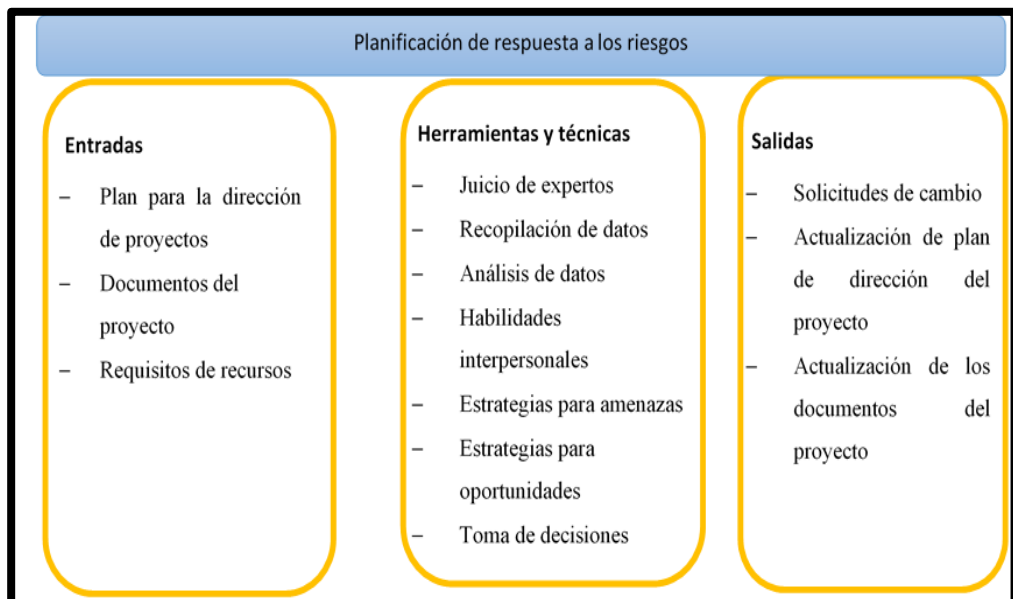 Planificación de respuesta a los riesgos
Entradas
– Plan para la dirección
de proyectos
– Documentos del
proyecto
– Requisitos de recursos
Herramientas y técnicas
– Juicio de expertos
– Recopilación de datos
– Análisis de datos
– Habilidades
interpersonales
– Estrategias para amenazas
– Estrategias para
oportunidades
– Toma de decisiones
Salidas
– Solicitudes de cambio
– Actualización de plan
de dirección del
proyecto
– Actualización de los
documentos del
proyecto